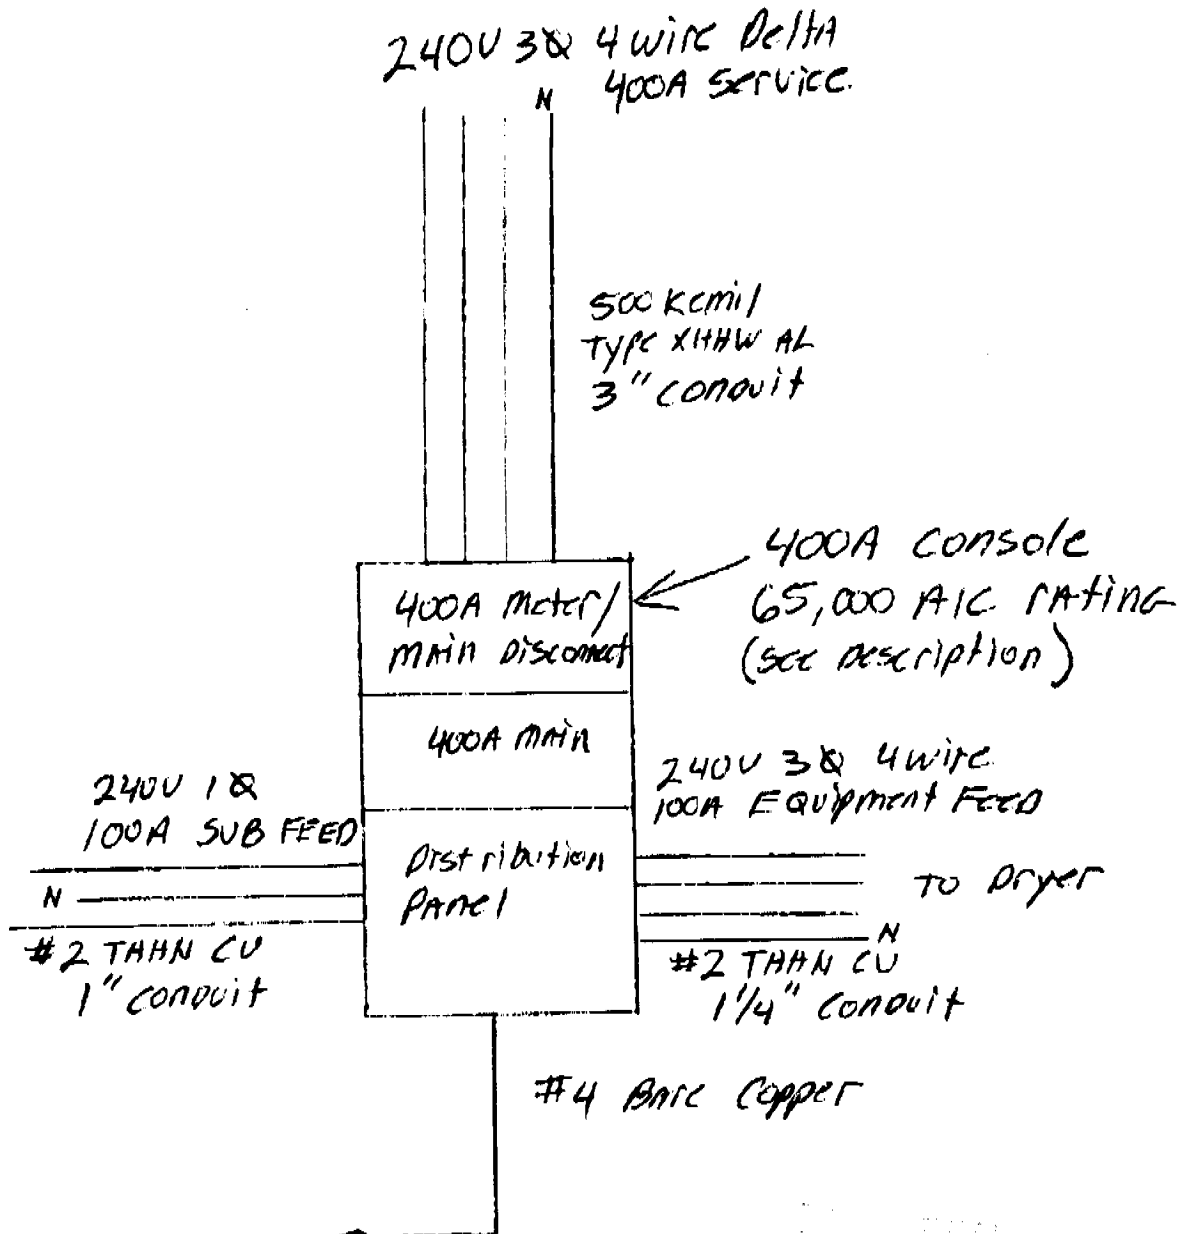 240V 3Ø 4 wire Delta
400A Service.
N
500 Kcmil
Type XHHW AL
3" conduit
400A Console
65,000 AIC rating
(see Description)
400A Meter/
Main Disconnect
400A Main
240V 1Ø
100A SUB FEED
240V 3Ø 4 wire
100A Equipment Feed
Distribution
Panel
N
To Dryer
N
#2 THHN CU
1" conduit
#2 THHN CU
1 1/4" Conduit
#4 Bare Copper